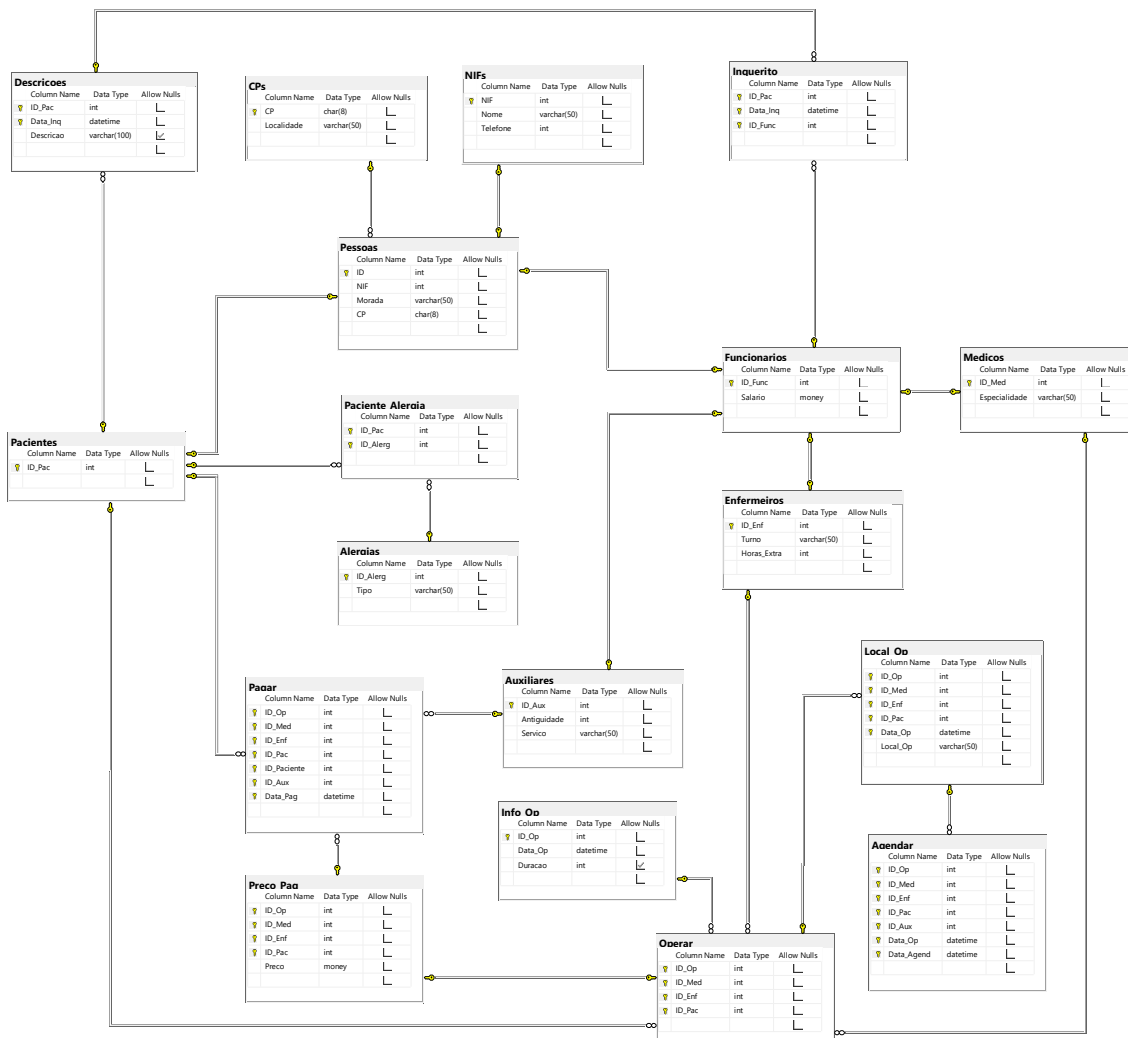 Descricoes
Column Name Data Type Allow Nulls
ID_Pac int
Data_Inq datetime
Descricao varchar(100)
CPs
Column Name Data Type Allow Nulls
CP char(8)
Localidade varchar(50)
NIFs
Column Name Data Type Allow Nulls
NIF int
Nome varchar(50)
Telefone int
Inquerito
Column Name Data Type Allow Nulls
ID_Pac int
Data_Inq datetime
ID_Func int
Pessoas
Column Name Data Type Allow Nulls
ID int
NIF int
Morada varchar(50)
CP char(8)
Funcionarios
Column Name Data Type Allow Nulls
ID_Func int
Salario money
Medicos
Column Name Data Type Allow Nulls
ID_Med int
Especialidade varchar(50)
Paciente_Alergia
Column Name Data Type Allow Nulls
ID_Pac int
ID_Alerg int
Pacientes
Column Name Data Type Allow Nulls
ID_Pac int
Enfermeiros
Column Name Data Type Allow Nulls
ID_Enf int
Turno varchar(50)
Horas_Extra int
Alergias
Column Name Data Type Allow Nulls
ID_Alerg int
Tipo varchar(50)
Local_Op
Column Name Data Type Allow Nulls
ID_Op int
ID_Med int
ID_Enf int
ID_Pac int
Data_Op datetime
Local_Op varchar(50)
Pagar
Column Name Data Type Allow Nulls
ID_Op int
ID_Med int
ID_Enf int
ID_Pac int
ID_Paciente int
ID_Aux int
Data_Pag datetime
Auxiliares
Column Name Data Type Allow Nulls
ID_Aux int
Antiguidade int
Servico varchar(50)
Info_Op
Column Name Data Type Allow Nulls
ID_Op int
Data_Op datetime
Duracao int
Agendar
Column Name Data Type Allow Nulls
ID_Op int
ID_Med int
ID_Enf int
ID_Pac int
ID_Aux int
Data_Op datetime
Data_Agend datetime
Preco_Pag
Column Name Data Type Allow Nulls
ID_Op int
ID_Med int
ID_Enf int
ID_Pac int
Preco money
Operar
Column Name Data Type Allow Nulls
ID_Op int
ID_Med int
ID_Enf int
ID_Pac int